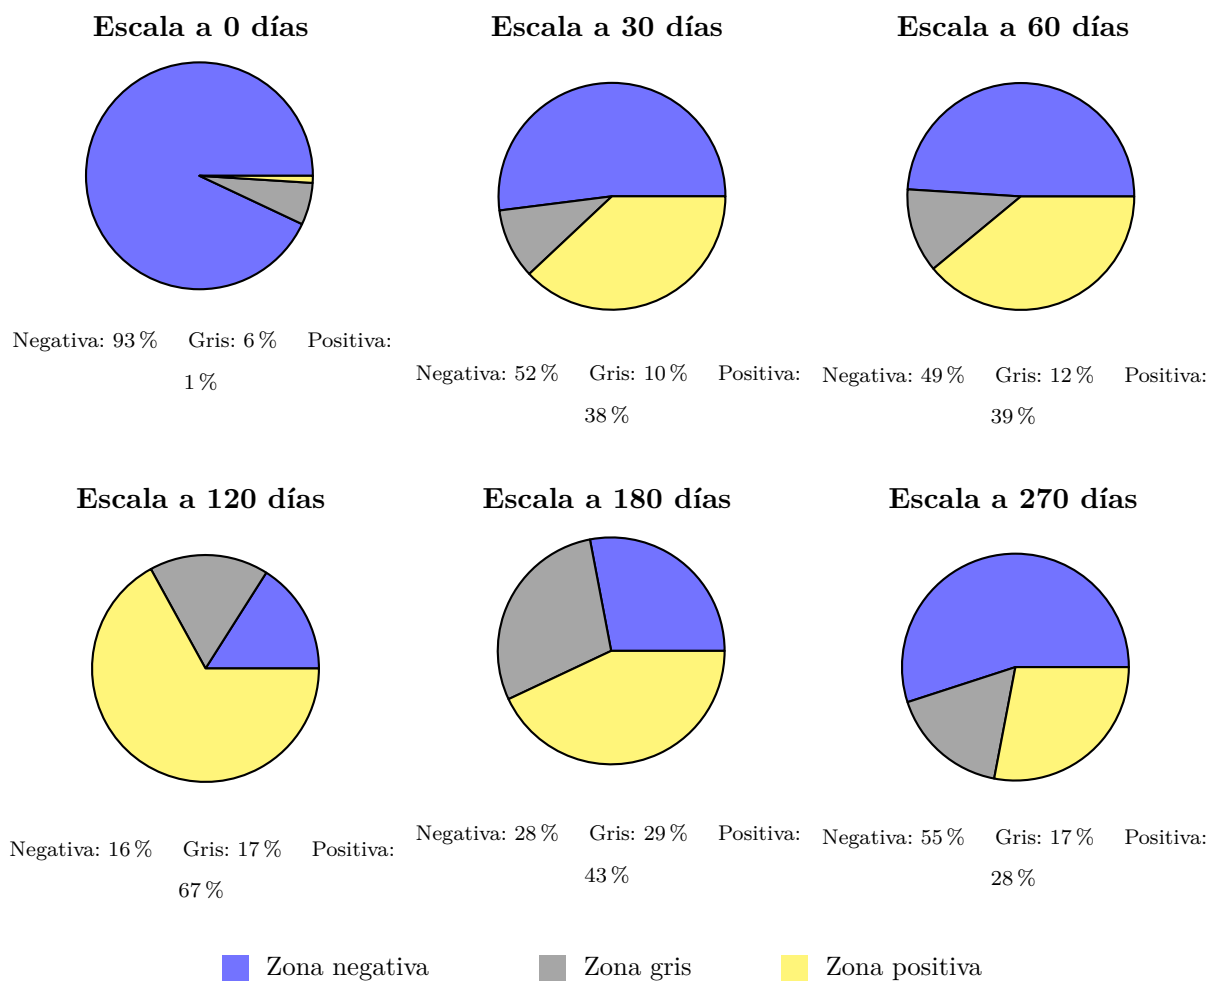 Escala a 0 días
Negativa: 93 % Gris: 6 % Positiva:
1 %
Escala a 30 días
Negativa: 52 % Gris: 10 % Positiva:
38 %
Escala a 60 días
Negativa: 49 % Gris: 12 % Positiva:
39 %
Escala a 120 días
Negativa: 16 % Gris: 17 % Positiva:
67 %
Escala a 180 días
Negativa: 28 % Gris: 29 % Positiva:
43 %
Escala a 270 días
Negativa: 55 % Gris: 17 % Positiva:
28 %
Zona negativa
Zona gris
Zona positiva